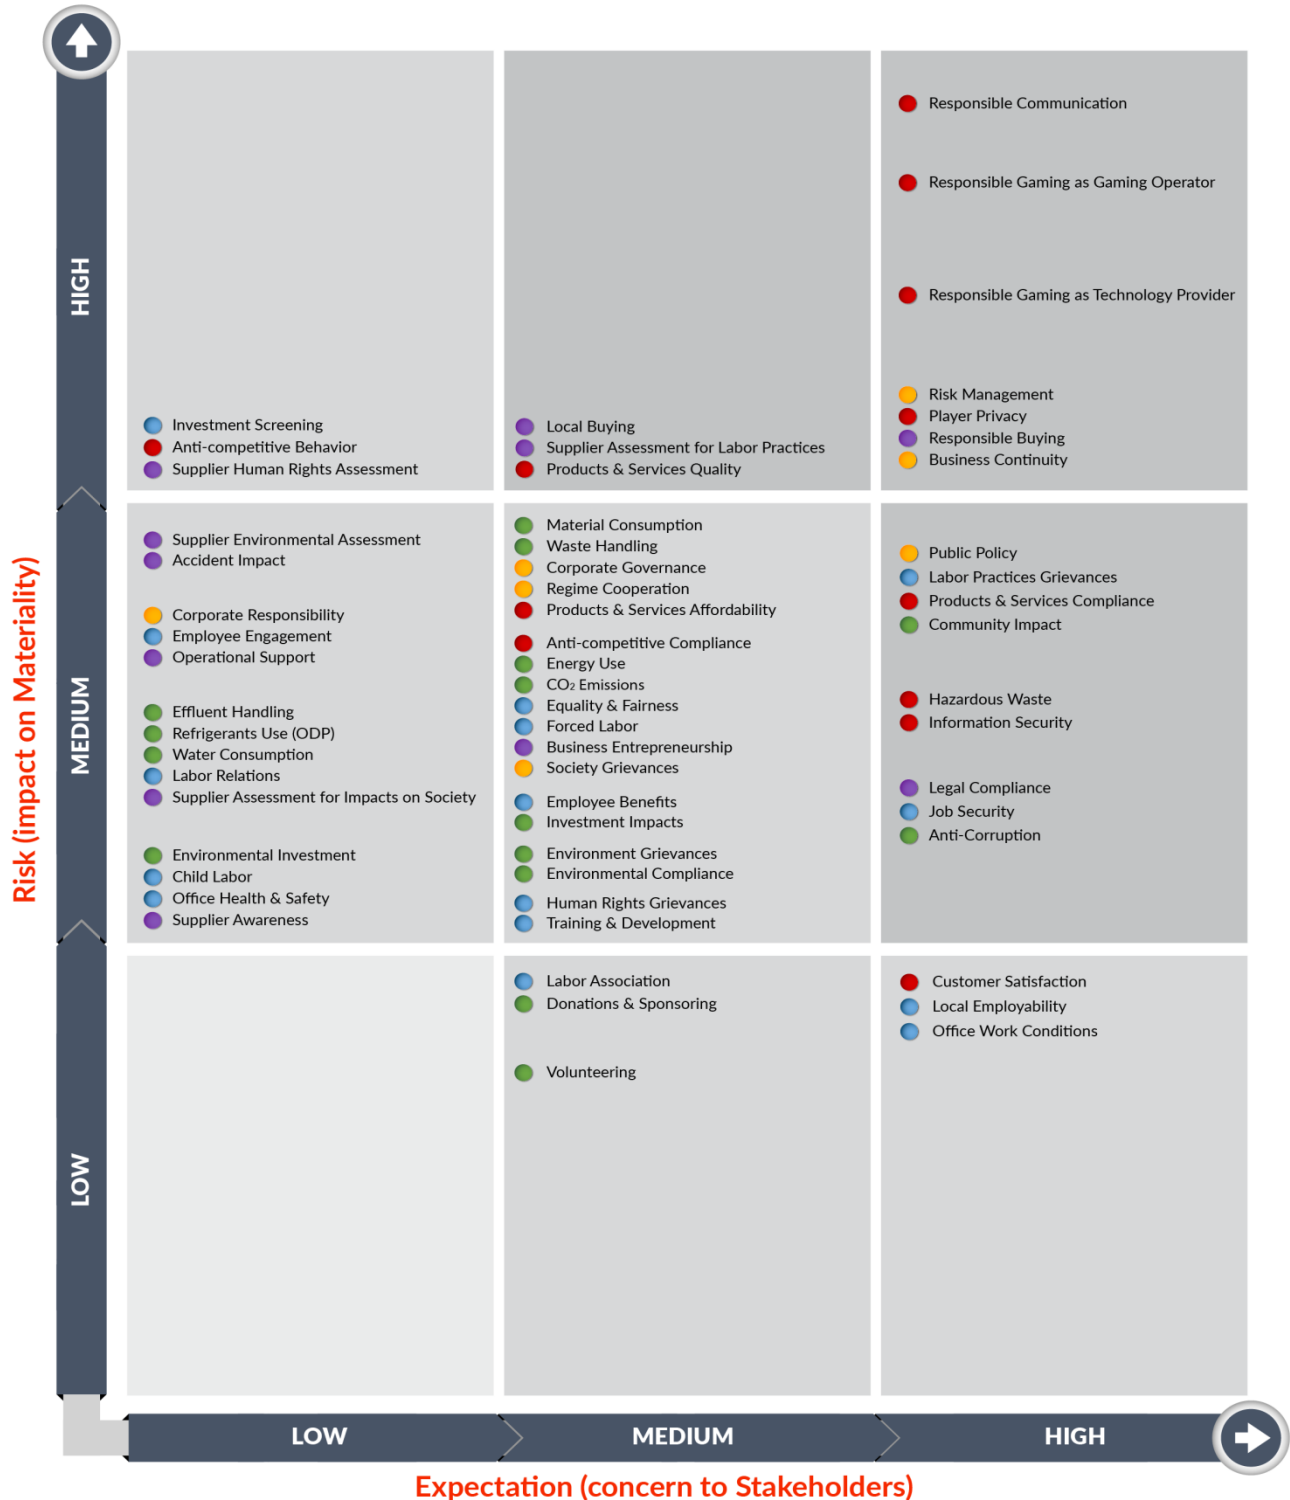 HIGH
MEDIUM
LOW
Risk (impact on Materiality)
Investment Screening
Anti-competitive Behavior
Supplier Human Rights Assessment
Local Buying
Supplier Assessment for Labor Practices
Products & Services Quality
Responsible Communication
Responsible Gaming as Gaming Operator
Responsible Gaming as Technology Provider
Risk Management
Player Privacy
Responsible Buying
Business Continuity
Supplier Environmental Assessment
Accident Impact
Corporate Responsibility
Employee Engagement
Operational Support
Effluent Handling
Refrigerants Use (ODP)
Water Consumption
Labor Relations
Supplier Assessment for Impacts on Society
Environmental Investment
Child Labor
Office Health & Safety
Supplier Awareness
Material Consumption
Waste Handling
Corporate Governance
Regime Cooperation
Products & Services Affordability
Anti-competitive Compliance
Energy Use
CO₂ Emissions
Equality & Fairness
Forced Labor
Business Entrepreneurship
Society Grievances
Employee Benefits
Investment Impacts
Environment Grievances
Environmental Compliance
Human Rights Grievances
Training & Development
Public Policy
Labor Practices Grievances
Products & Services Compliance
Community Impact
Hazardous Waste
Information Security
Legal Compliance
Job Security
Anti-Corruption
Labor Association
Donations & Sponsoring
Volunteering
Customer Satisfaction
Local Employability
Office Work Conditions
LOW
MEDIUM
HIGH
Expectation (concern to Stakeholders)